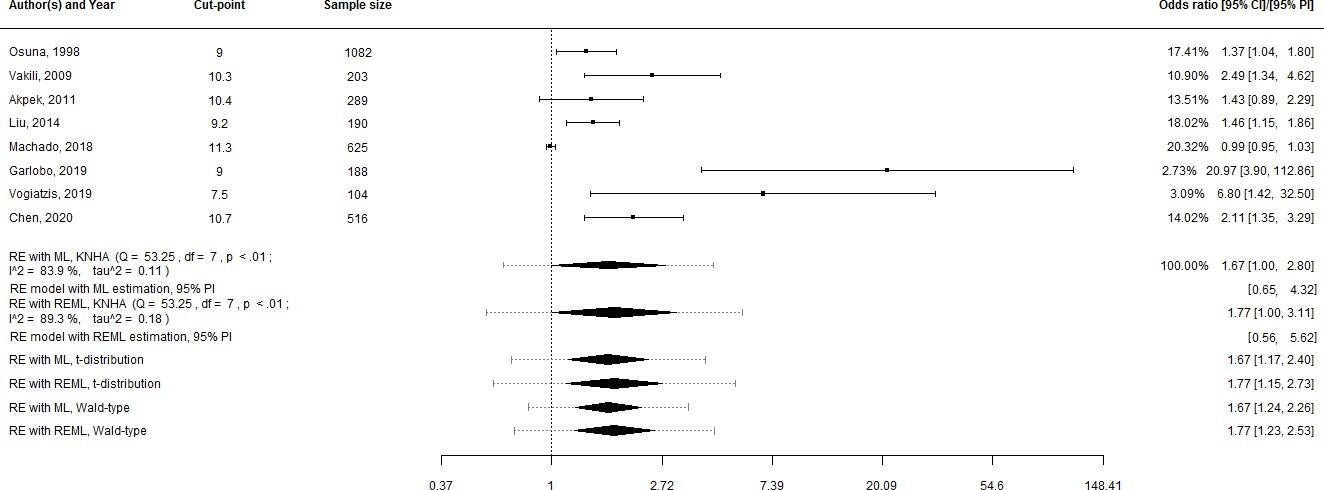 Author(s) and Year Cut-point Sample size Odds ratio [95% CI]/[95% PI]
Osuna, 1998 9 1082 17.41% 1.37 [1.04, 1.80]
Vakili, 2009 10.3 203 10.90% 2.49 [1.34, 4.62]
Akpek, 2011 10.4 289 13.51% 1.43 [0.89, 2.29]
Liu, 2014 9.2 190 18.02% 1.46 [1.15, 1.86]
Machado, 2018 11.3 625 20.32% 0.99 [0.95, 1.03]
Garlobo, 2019 9 188 2.73% 20.97 [3.90, 112.86]
Vogiatzis, 2019 7.5 104 3.09% 6.80 [1.42, 32.50]
Chen, 2020 10.7 516 14.02% 2.11 [1.35, 3.29]
RE with ML, KNHA (Q = 53.25 , df = 7 , p < .01 ;
I^2 = 83.9 %, tau^2 = 0.11 ) 100.00% 1.67 [1.00, 2.80]
RE model with ML estimation, 95% PI [0.65, 4.32]
RE with REML, KNHA (Q = 53.25 , df = 7 , p < .01 ;
I^2 = 89.3 %, tau^2 = 0.18 ) 1.77 [1.00, 3.11]
RE model with REML estimation, 95% PI [0.56, 5.62]
RE with ML, t-distribution 1.67 [1.17, 2.40]
RE with REML, t-distribution 1.77 [1.15, 2.73]
RE with ML, Wald-type 1.67 [1.24, 2.26]
RE with REML, Wald-type 1.77 [1.23, 2.53]
0.37 1 2.72 7.39 20.09 54.6 148.41